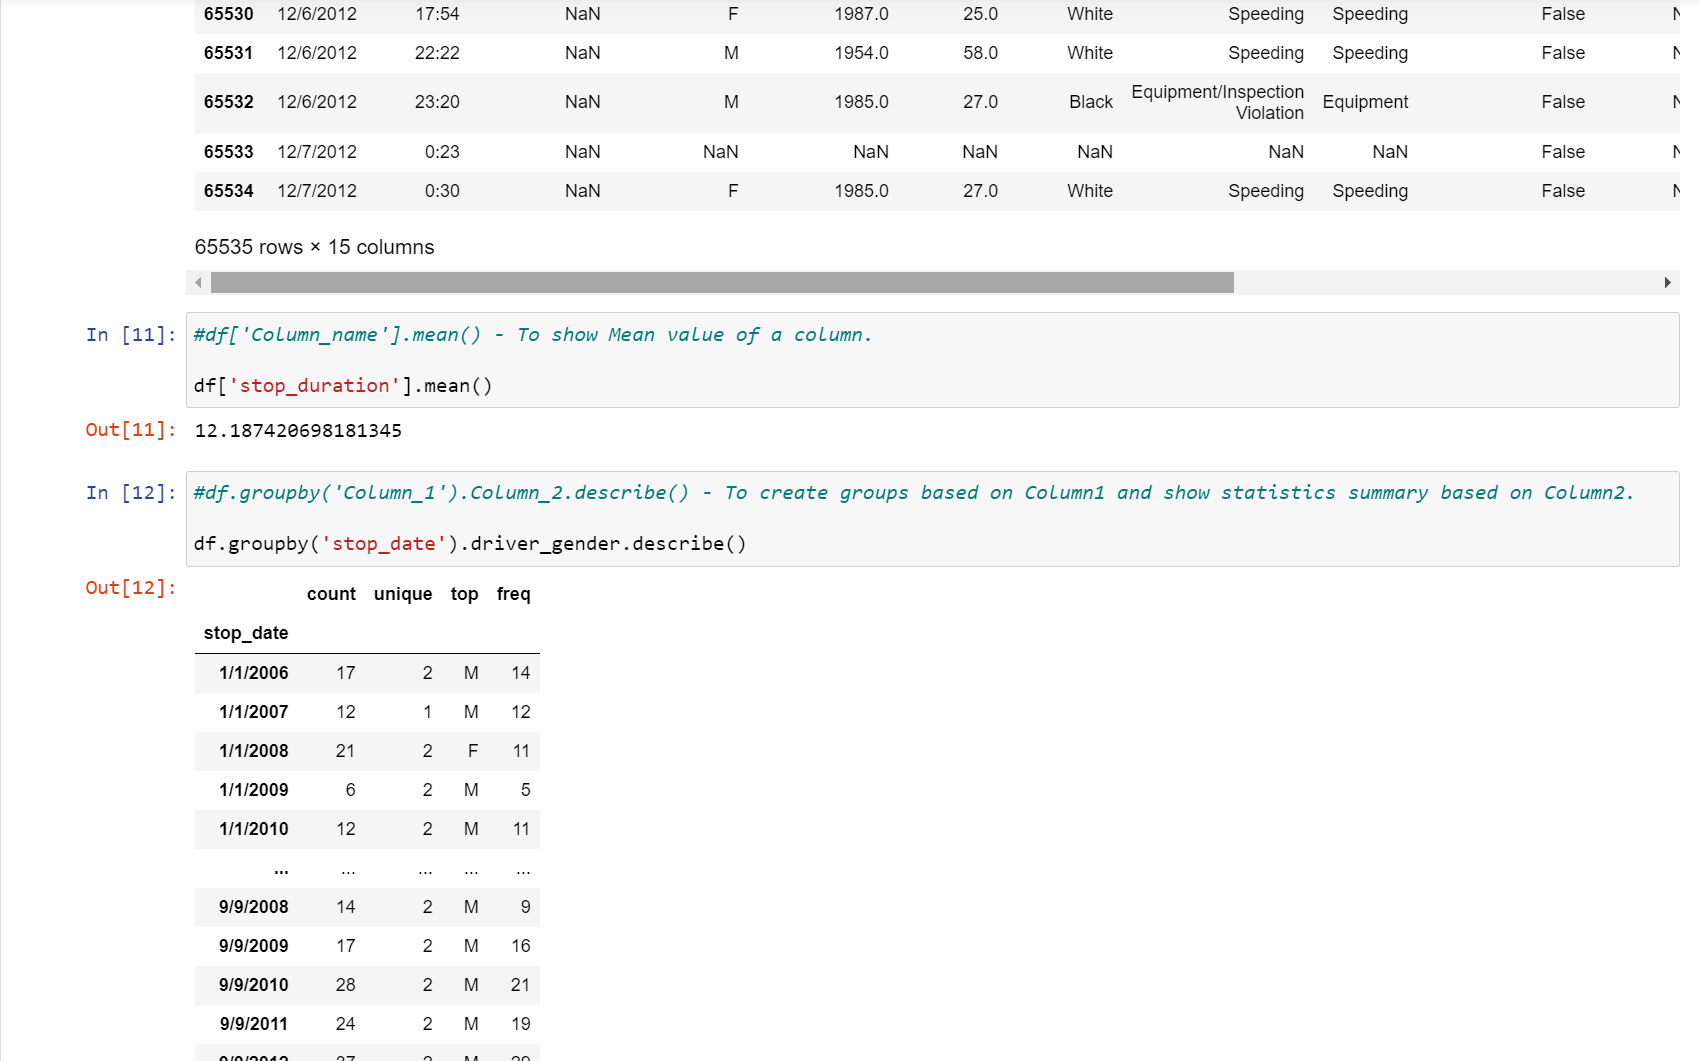 65530 12/6/2012 17:54 NaN F 1987.0 25.0 White Speeding Speeding False
65531 12/6/2012 22:22 NaN M 1954.0 58.0 White Speeding Speeding False
65532 12/6/2012 23:20 NaN M 1985.0 27.0 Black Equipment/Inspection Violation Equipment False
65533 12/7/2012 0:23 NaN NaN NaN NaN NaN NaN NaN False
65534 12/7/2012 0:30 NaN F 1985.0 27.0 White Speeding Speeding False
65535 rows × 15 columns
In [11]: #df['Column_name'].mean() - To show Mean value of a column.
df['stop_duration'].mean()
Out[11]: 12.187420698181345
In [12]: #df.groupby('Column_1').Column_2.describe() - To create groups based on Column1 and show statistics summary based on Column2.
df.groupby('stop_date').driver_gender.describe()
Out[12]:
count unique top freq
stop_date
1/1/2006 17 2 M 14
1/1/2007 12 1 M 12
1/1/2008 21 2 F 11
1/1/2009 6 2 M 5
1/1/2010 12 2 M 11
... ... ... ... ...
9/9/2008 14 2 M 9
9/9/2009 17 2 M 16
9/9/2010 28 2 M 21
9/9/2011 24 2 M 19
9/9/2012 37 2 M 29